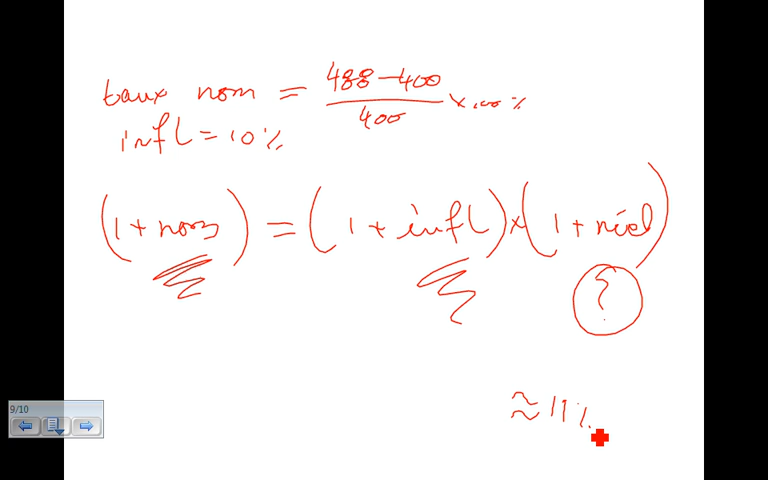 taux nom = 488 - 400 / 400 × 100 %
infl = 10 %
(1 + nom) = (1 + infl) × (1 + réel)
?
≈ 11 %
9/10